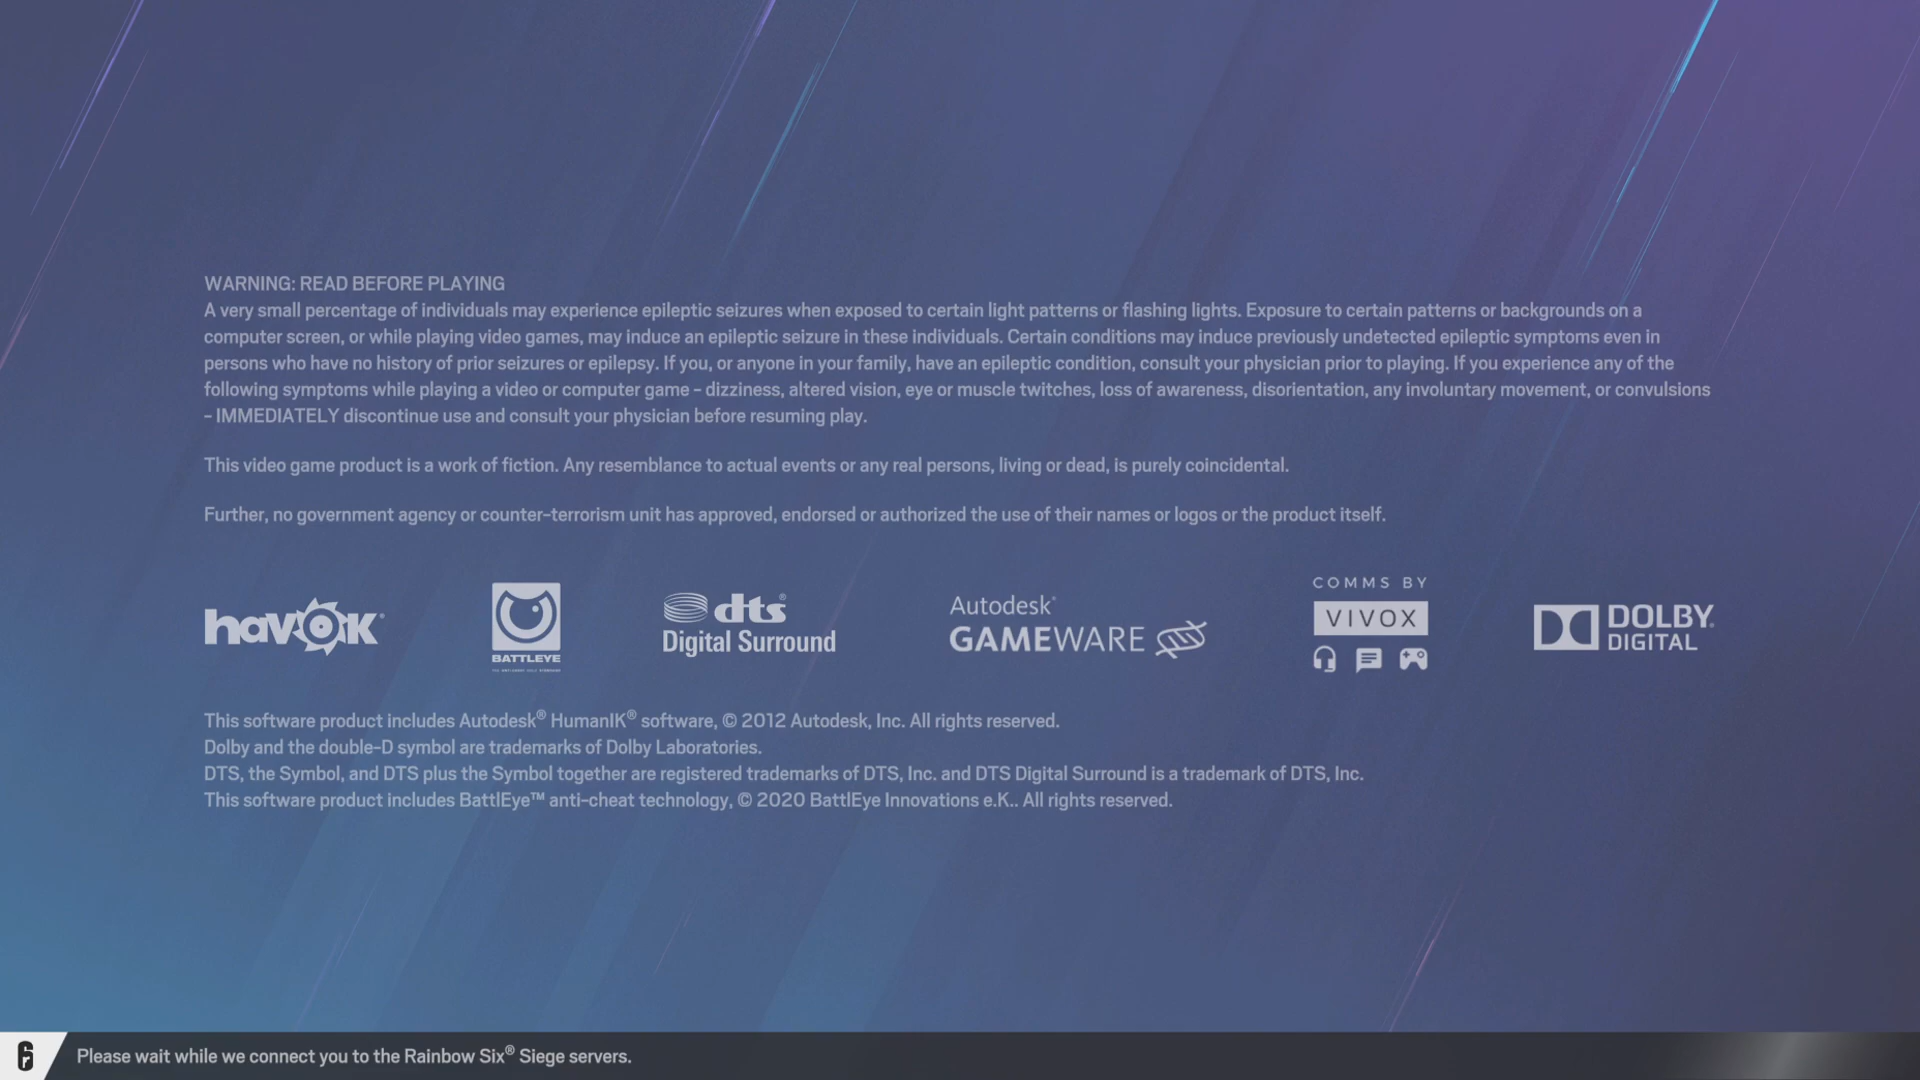 WARNING: READ BEFORE PLAYING
A very small percentage of individuals may experience epileptic seizures when exposed to certain light patterns or flashing lights. Exposure to certain patterns or backgrounds on a
computer screen, or while playing video games, may induce an epileptic seizure in these individuals. Certain conditions may induce previously undetected epileptic symptoms even in
persons who have no history of prior seizures or epilepsy. If you, or anyone in your family, have an epileptic condition, consult your physician prior to playing. If you experience any of the
following symptoms while playing a video or computer game - dizziness, altered vision, eye or muscle twitches, loss of awareness, disorientation, any involuntary movement, or convulsions
- IMMEDIATELY discontinue use and consult your physician before resuming play.
This video game product is a work of fiction. Any resemblance to actual events or any real persons, living or dead, is purely coincidental.
Further, no government agency or counter-terrorism unit has approved, endorsed or authorized the use of their names or logos or the product itself.
havok®
BATTLEYE
dts®
Digital Surround
Autodesk®
GAMEWARE
COMMS BY
VIVOX
DOLBY®
DIGITAL
This software product includes Autodesk® HumanIK® software, © 2012 Autodesk, Inc. All rights reserved.
Dolby and the double-D symbol are trademarks of Dolby Laboratories.
DTS, the Symbol, and DTS plus the Symbol together are registered trademarks of DTS, Inc. and DTS Digital Surround is a trademark of DTS, Inc.
This software product includes BattlEye™ anti-cheat technology, © 2020 BattlEye Innovations e.K.. All rights reserved.
6
Please wait while we connect you to the Rainbow Six® Siege servers.